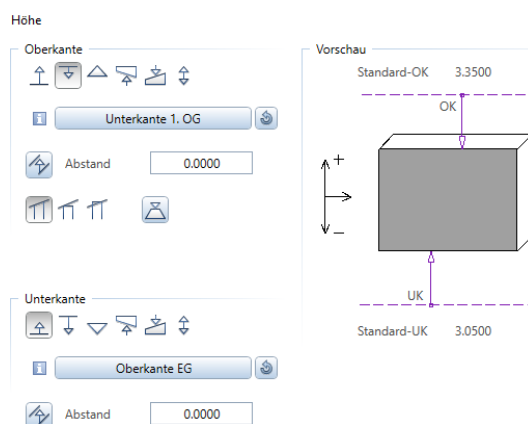 Höhe
Oberkante
Unterkante 1. OG
Abstand 0.0000
Unterkante
Oberkante EG
Abstand 0.0000
Vorschau
Standard-OK 3.3500
OK
+
−
UK
Standard-UK 3.0500